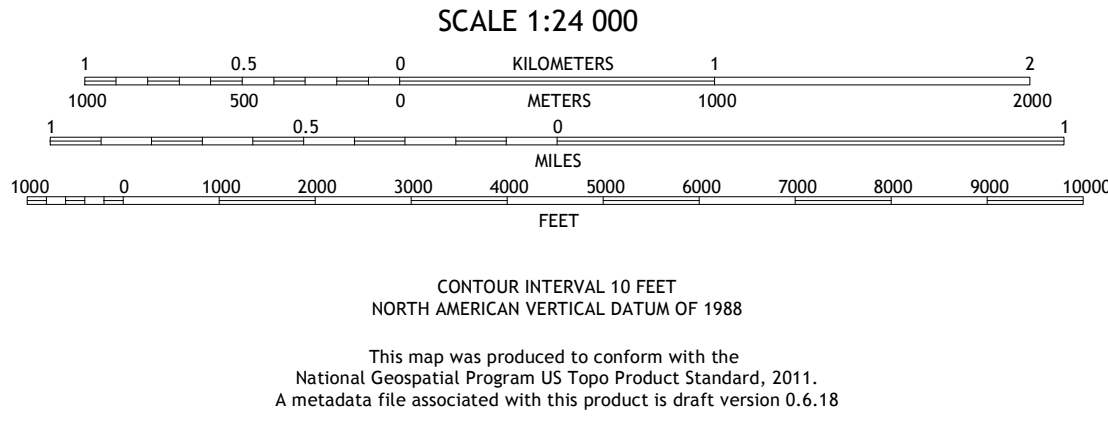 SCALE 1:24 000
1 0.5 0 KILOMETERS 1 2
1000 500 0 METERS 1000 2000
1 0.5 0 1
MILES
1000 0 1000 2000 3000 4000 5000 6000 7000 8000 9000 10000
FEET
CONTOUR INTERVAL 10 FEET
NORTH AMERICAN VERTICAL DATUM OF 1988
This map was produced to conform with the
National Geospatial Program US Topo Product Standard, 2011.
A metadata file associated with this product is draft version 0.6.18